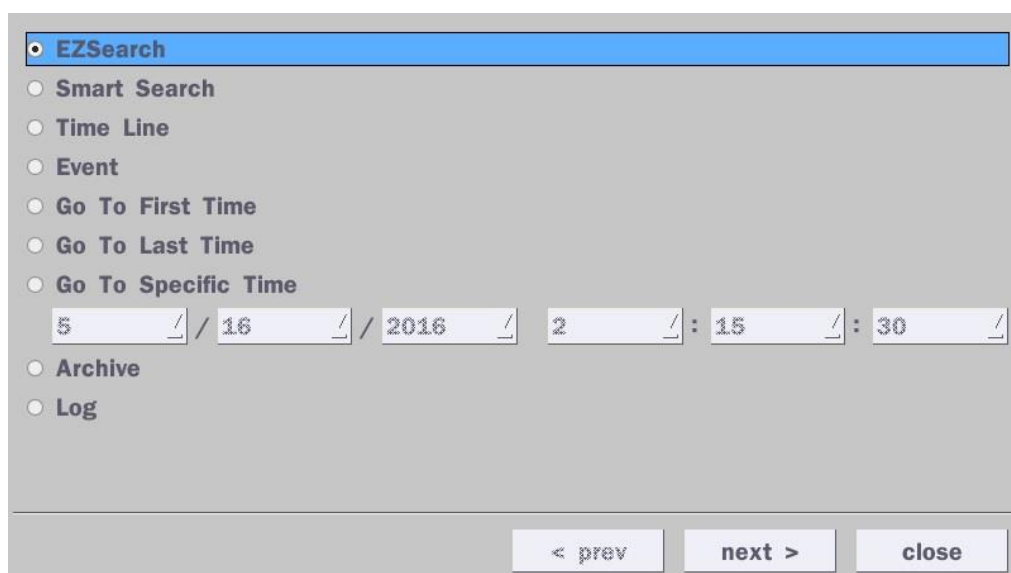 EZSearch
Smart Search
Time Line
Event
Go To First Time
Go To Last Time
Go To Specific Time
5 / 16 / 2016 2 : 15 : 30
Archive
Log
< prev next > close